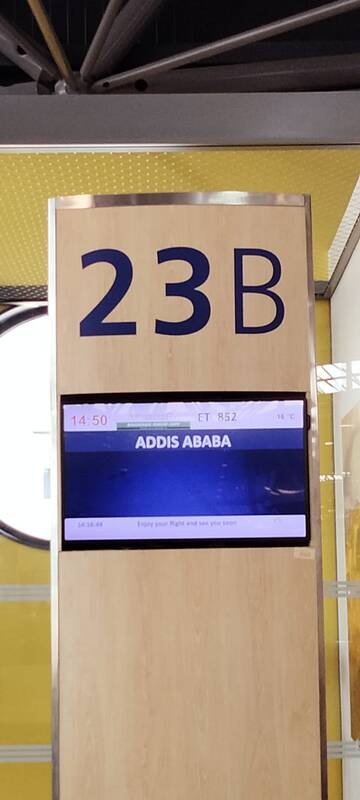 23B
14:50 ET 852 16 °C
ADDIS ABABA
Enjoy your flight and see you soon